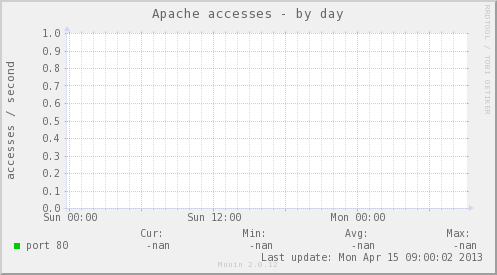 Apache accesses - by day
RRDTOOL / TOBI OETIKER
accesses / second
1.0
0.9
0.8
0.7
0.6
0.5
0.4
0.3
0.2
0.1
0.0
Sun 00:00 Sun 12:00 Mon 00:00
Cur: Min: Avg: Max:
port 80 -nan -nan -nan -nan
Last update: Mon Apr 15 09:00:02 2013
Munin 2.0.12